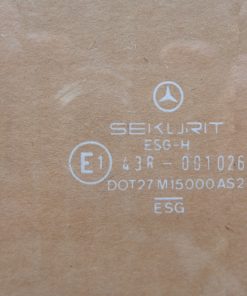 SEKURIT
ESG-H
E1 43R - 001026
DOT27 M15000 AS2
ESG